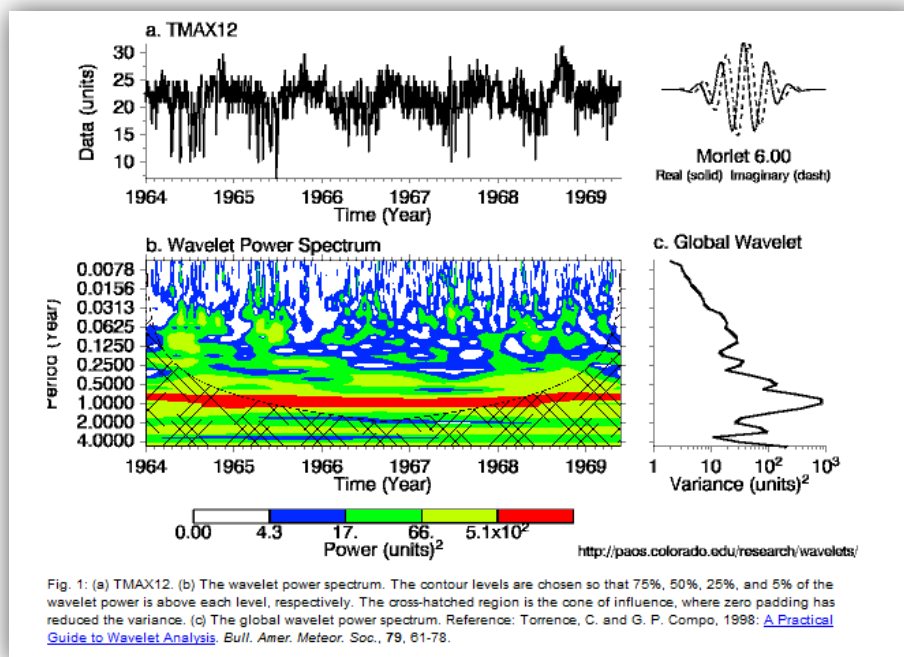 a. TMAX12
Data (units)
30
25
20
15
10
1964 1965 1966 1967 1968 1969
Time (Year)
Morlet 6.00
Real (solid) Imaginary (dash)
b. Wavelet Power Spectrum
Period (Year)
0.0078
0.0156
0.0313
0.0625
0.1250
0.2500
0.5000
1.0000
2.0000
4.0000
1964 1965 1966 1967 1968 1969
Time (Year)
c. Global Wavelet
1 10 10² 10³
Variance (units)²
0.00 4.3 17. 66. 5.1x10²
Power (units)²
http://paos.colorado.edu/research/wavelets/
Fig. 1: (a) TMAX12. (b) The wavelet power spectrum. The contour levels are chosen so that 75%, 50%, 25%, and 5% of the
wavelet power is above each level, respectively. The cross-hatched region is the cone of influence, where zero padding has
reduced the variance. (c) The global wavelet power spectrum. Reference: Torrence, C. and G. P. Compo, 1998: A Practical
Guide to Wavelet Analysis. Bull. Amer. Meteor. Soc., 79, 61-78.